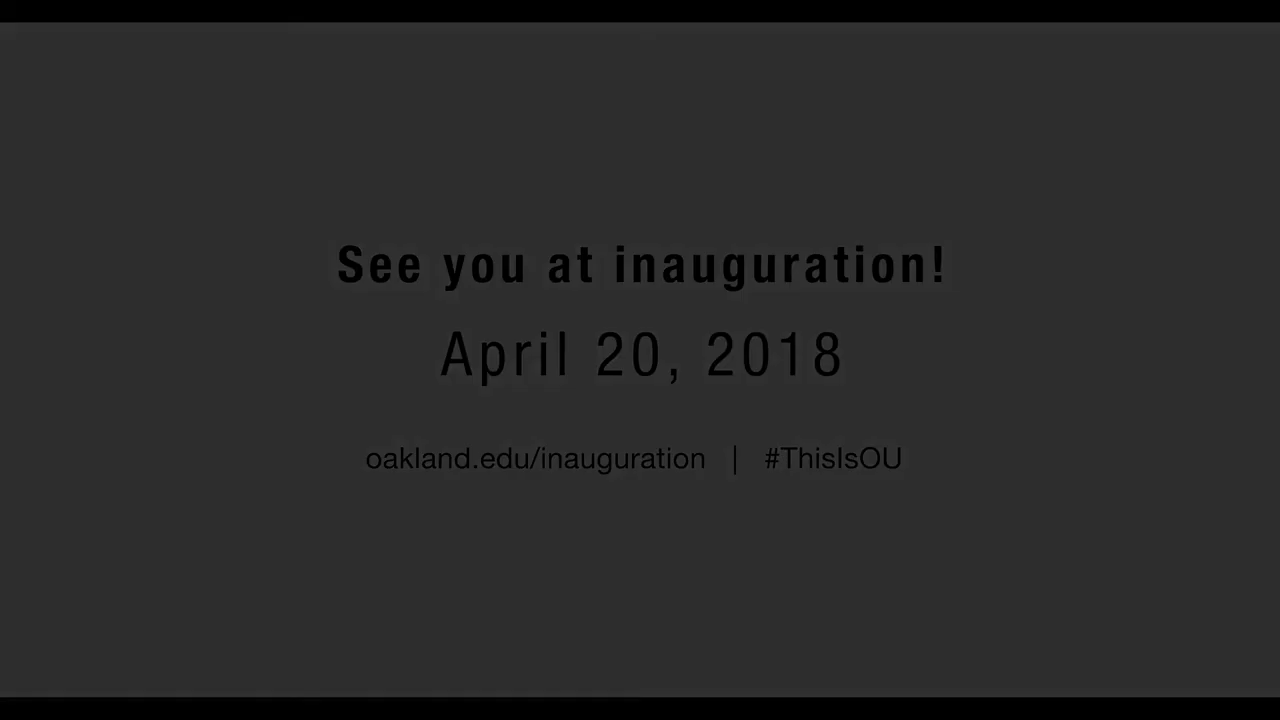 See you at inauguration!
April 20, 2018
oakland.edu/inauguration | #ThisIsOU